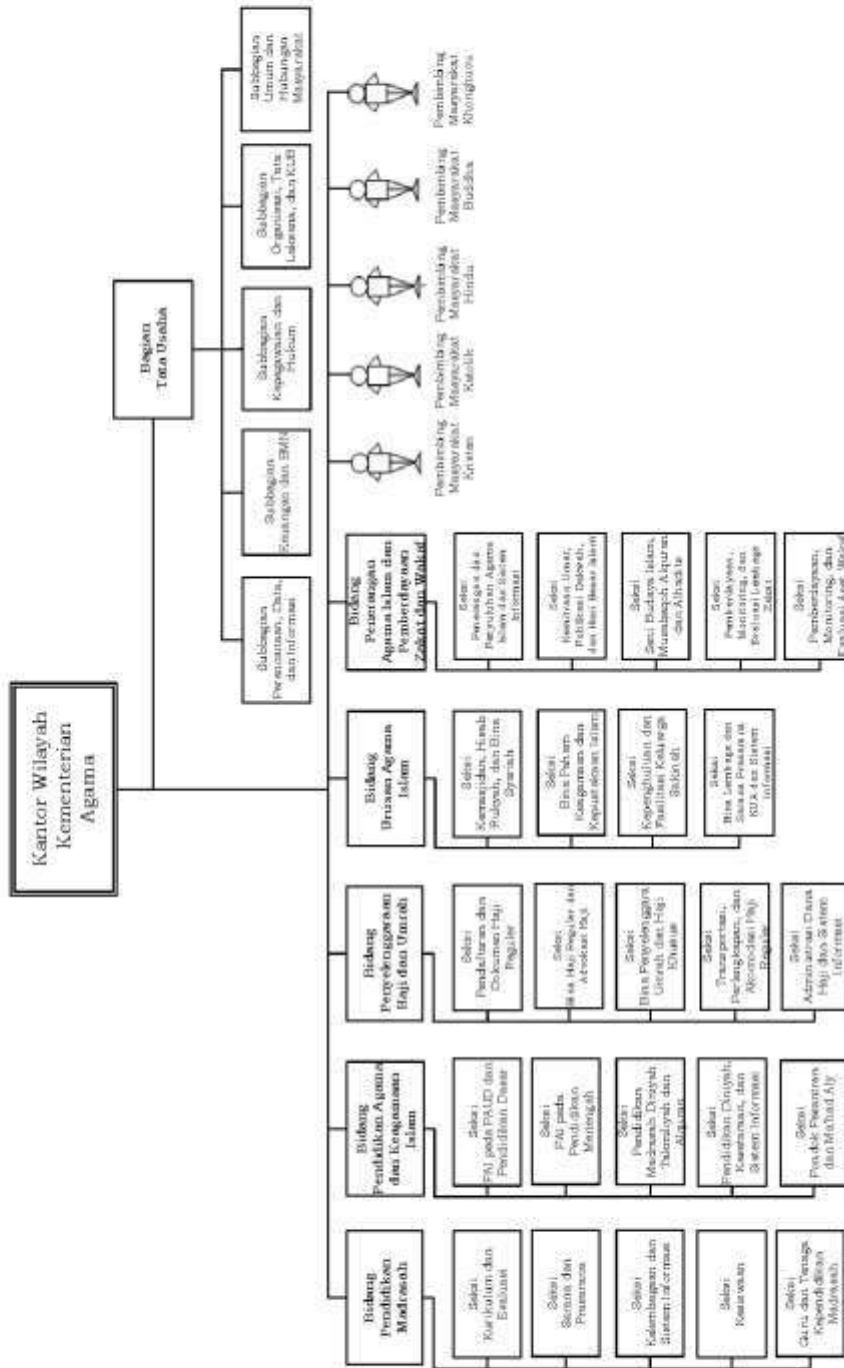 Kantor Wilayah
Kementerian
Agama
Bagian
Tata Usaha
Subbagian
Perencanaan, Data,
dan Informasi
Subbagian
Keuangan dan BMN
Subbagian
Kepegawaian dan
Hukum
Subbagian
Organisasi, Tata
Laksana, dan KUB
Subbagian
Umum dan
Hubungan
Masyarakat
Bidang
Pendidikan
Madrasah
Seksi
Kurikulum dan
Evaluasi
Seksi
Sarana dan
Prasarana
Seksi
Kelembagaan dan
Sistem Informasi
Seksi
Kesiswaan
Seksi
Guru dan Tenaga
Kependidikan
Madrasah
Bidang
Pendidikan Agama
dan Keagamaan
Islam
Seksi
PAI pada PAUD dan
Pendidikan Dasar
Seksi
PAI pada
Pendidikan
Menengah
Seksi
Pendidikan
Madrasah Diniyah
Takmiliyah dan
Alquran
Seksi
Pendidikan Diniyah,
Kesetaraan, dan
Sistem Informasi
Seksi
Pondok Pesantren
dan Ma'had Aly
Bidang
Penyelenggaraan
Haji dan Umrah
Seksi
Pendaftaran dan
Dokumen Haji
Reguler
Seksi
Bina Haji Reguler dan
Advokasi Haji
Seksi
Bina Penyelenggara
Umrah dan Haji
Khusus
Seksi
Transportasi,
Perlengkapan, dan
Akomodasi Haji
Reguler
Seksi
Administrasi Dana
Haji dan Sistem
Informasi
Bidang
Urusan Agama
Islam
Seksi
Kemasjidan, Hisab
Rukyah, dan Bina
Syariah
Seksi
Bina Paham
Keagamaan dan
Kepustakaan Islam
Seksi
Kepenghuluan dan
Fasilitasi Keluarga
Sakinah
Seksi
Bina Lembaga dan
Sarana Prasarana
KUA dan Sistem
Informasi
Bidang
Penerangan
Agama Islam dan
Pemberdayaan
Zakat dan Wakaf
Seksi
Penerangan dan
Penyuluhan Agama
Islam dan Sistem
Informasi
Seksi
Kemitraan Umat,
Publikasi Dakwah,
dan Hari Besar Islam
Seksi
Seni Budaya Islam,
Musabaqoh Alquran
dan Alhadits
Seksi
Pemberdayaan,
Monitoring, dan
Evaluasi Lembaga
Zakat
Seksi
Pemberdayaan,
Monitoring, dan
Evaluasi Aset Wakaf
Pembimbing
Masyarakat
Kristen
Pembimbing
Masyarakat
Katolik
Pembimbing
Masyarakat
Hindu
Pembimbing
Masyarakat
Buddha
Pembimbing
Masyarakat
Khonghucu